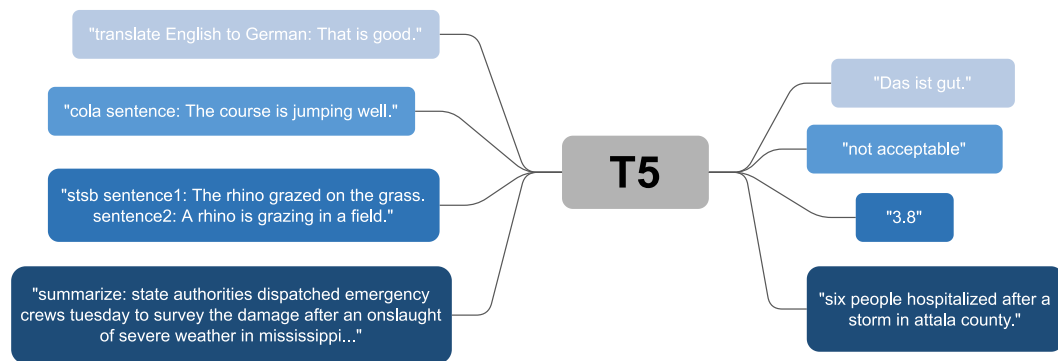 "translate English to German: That is good."
"cola sentence: The course is jumping well."
"stsb sentence1: The rhino grazed on the grass.
sentence2: A rhino is grazing in a field."
"summarize: state authorities dispatched emergency
crews tuesday to survey the damage after an onslaught
of severe weather in mississippi..."
T5
"Das ist gut."
"not acceptable"
"3.8"
"six people hospitalized after a
storm in attala county."